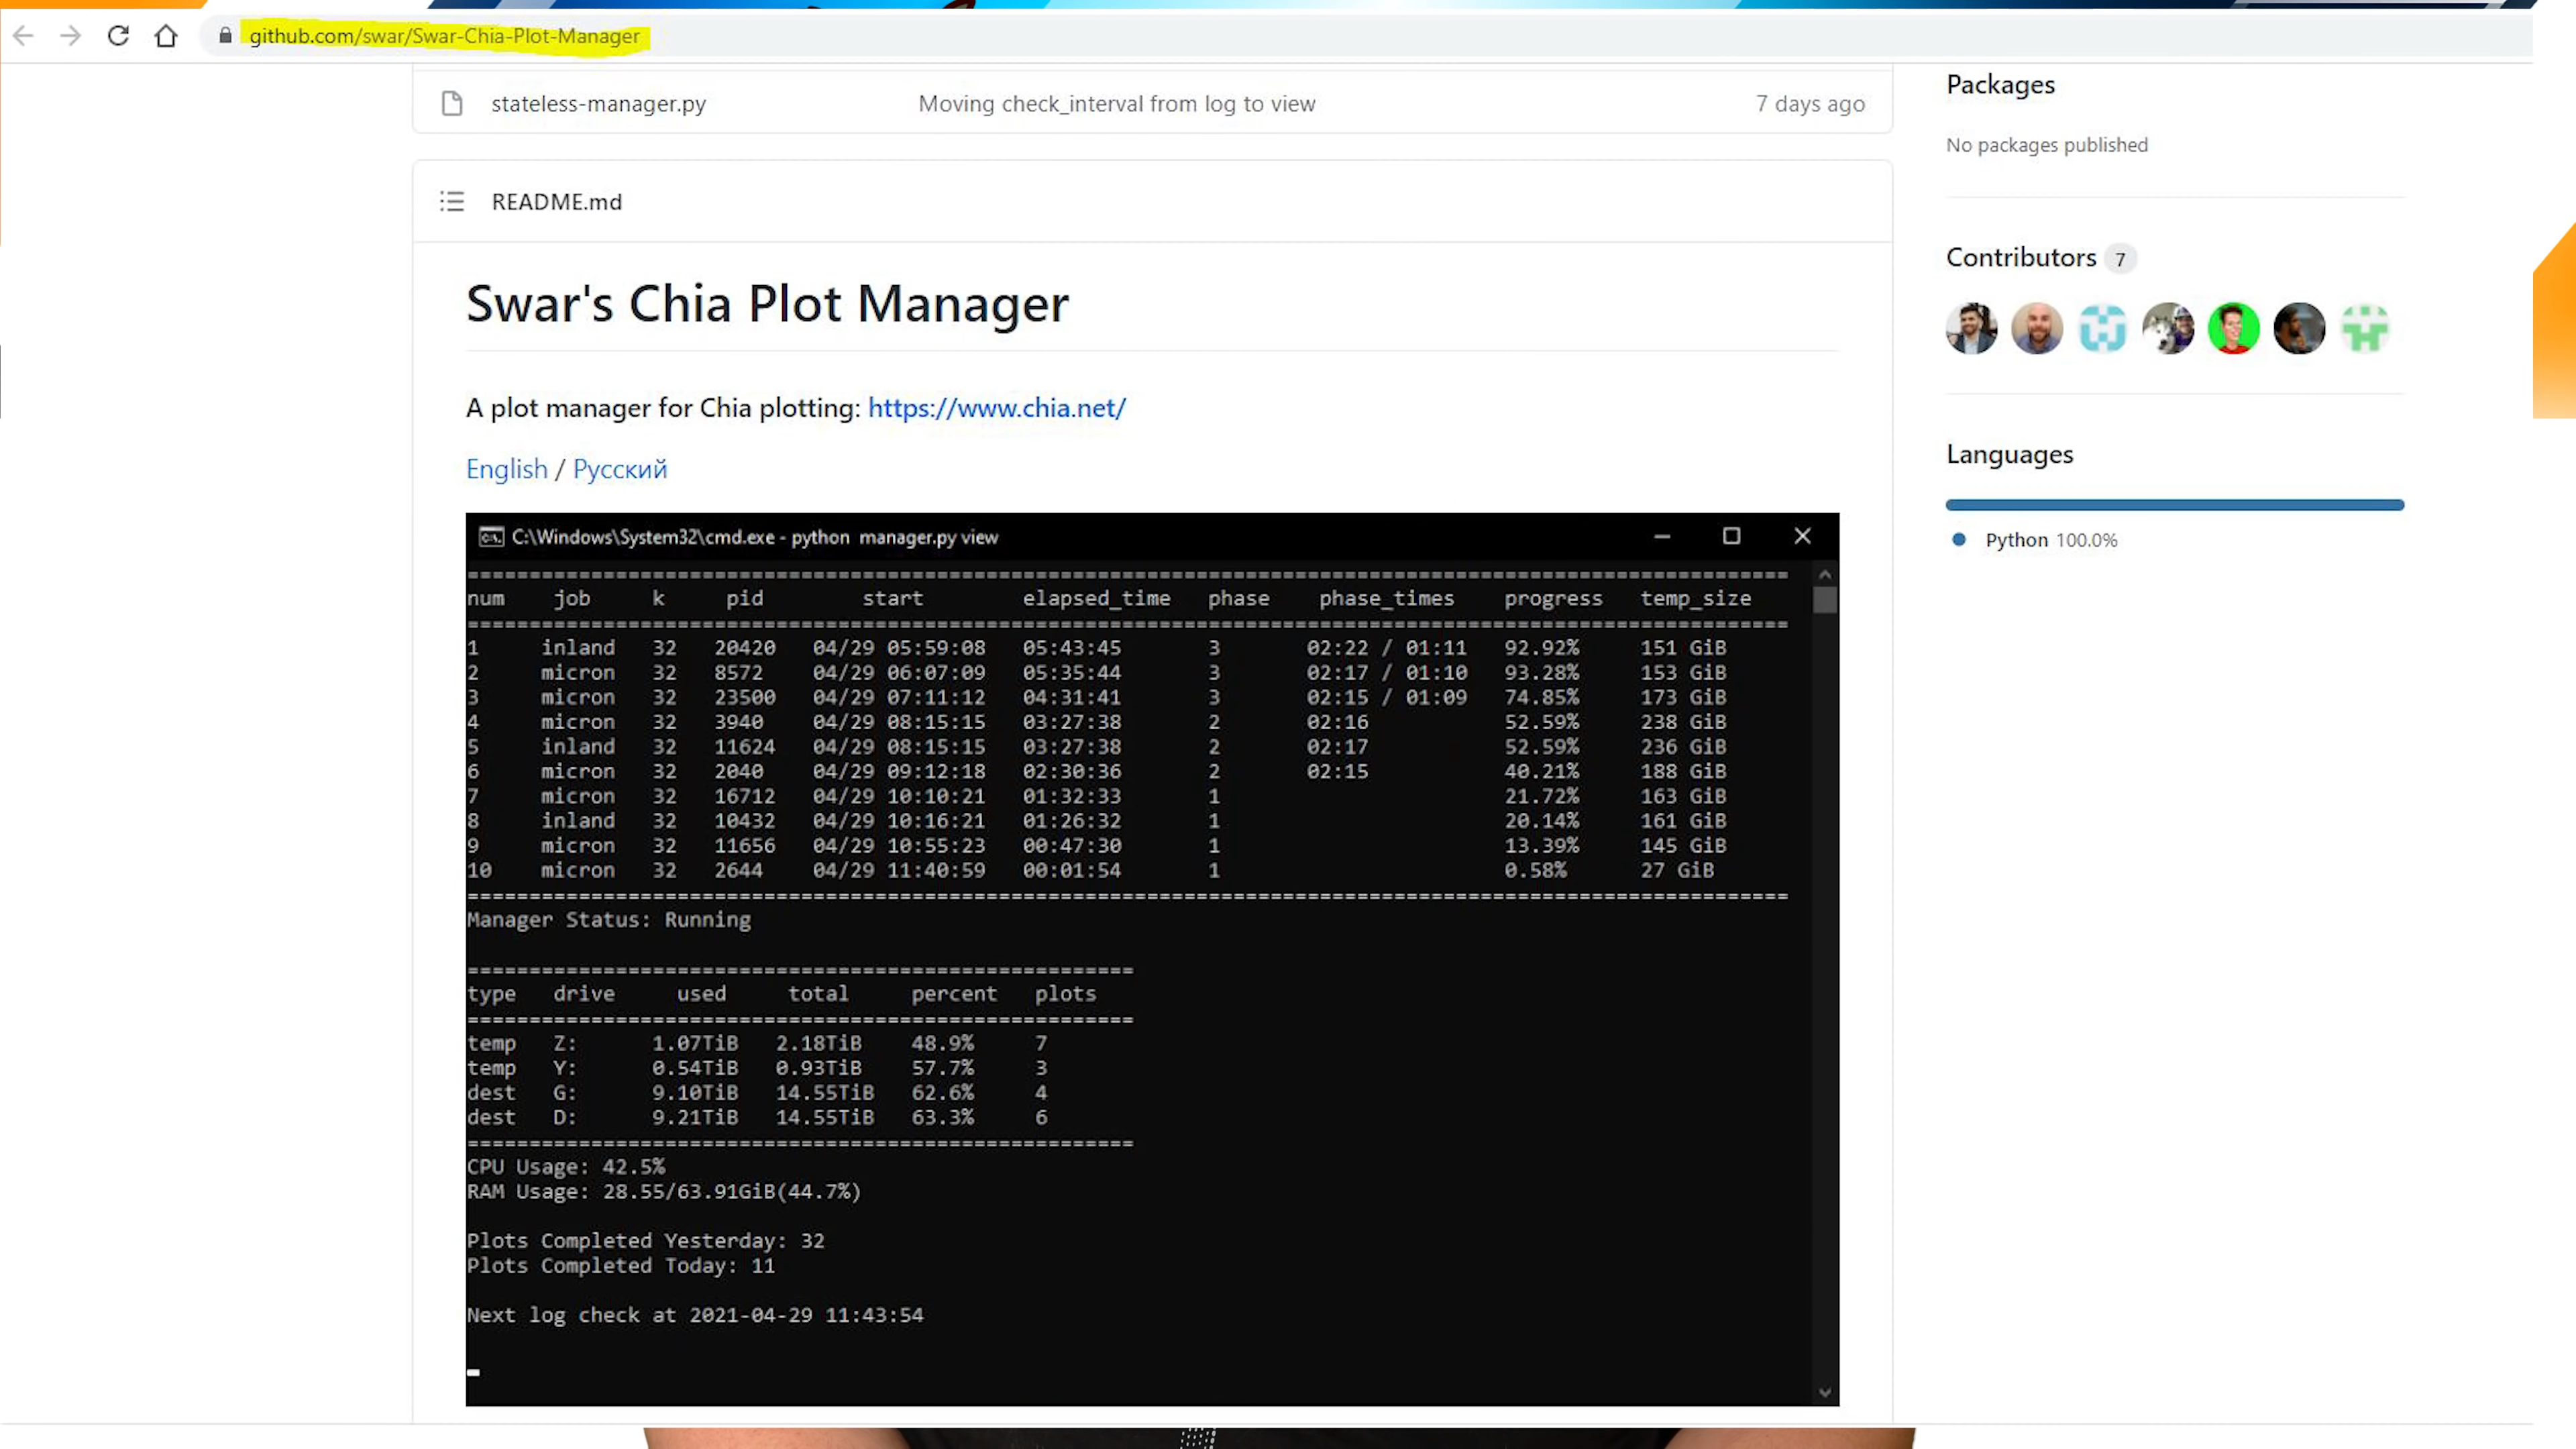 github.com/swar/Swar-Chia-Plot-Manager
stateless-manager.py Moving check_interval from log to view 7 days ago
README.md
Swar's Chia Plot Manager
A plot manager for Chia plotting: https://www.chia.net/
English / Русский
C:\Windows\System32\cmd.exe - python manager.py view
num job k pid start elapsed_time phase phase_times progress temp_size
1 inland 32 20420 04/29 05:59:08 05:43:45 3 02:22 / 01:11 92.92% 151 GiB
2 micron 32 8572 04/29 06:07:09 05:35:44 3 02:17 / 01:10 93.28% 153 GiB
3 micron 32 23500 04/29 07:11:12 04:31:41 3 02:15 / 01:09 74.85% 173 GiB
4 micron 32 3940 04/29 08:15:15 03:27:38 2 02:16 52.59% 238 GiB
5 inland 32 11624 04/29 08:15:15 03:27:38 2 02:17 52.59% 236 GiB
6 micron 32 2040 04/29 09:12:18 02:30:36 2 02:15 40.21% 188 GiB
7 micron 32 16712 04/29 10:10:21 01:32:33 1 21.72% 163 GiB
8 inland 32 10432 04/29 10:16:21 01:26:32 1 20.14% 161 GiB
9 micron 32 11656 04/29 10:55:23 00:47:30 1 13.39% 145 GiB
10 micron 32 2644 04/29 11:40:59 00:01:54 1 0.58% 27 GiB
Manager Status: Running
type drive used total percent plots
temp Z: 1.07TiB 2.18TiB 48.9% 7
temp Y: 0.54TiB 0.93TiB 57.7% 3
dest G: 9.10TiB 14.55TiB 62.6% 4
dest D: 9.21TiB 14.55TiB 63.3% 6
CPU Usage: 42.5%
RAM Usage: 28.55/63.91GiB(44.7%)
Plots Completed Yesterday: 32
Plots Completed Today: 11
Next log check at 2021-04-29 11:43:54
Packages
No packages published
Contributors 7
Languages
Python 100.0%